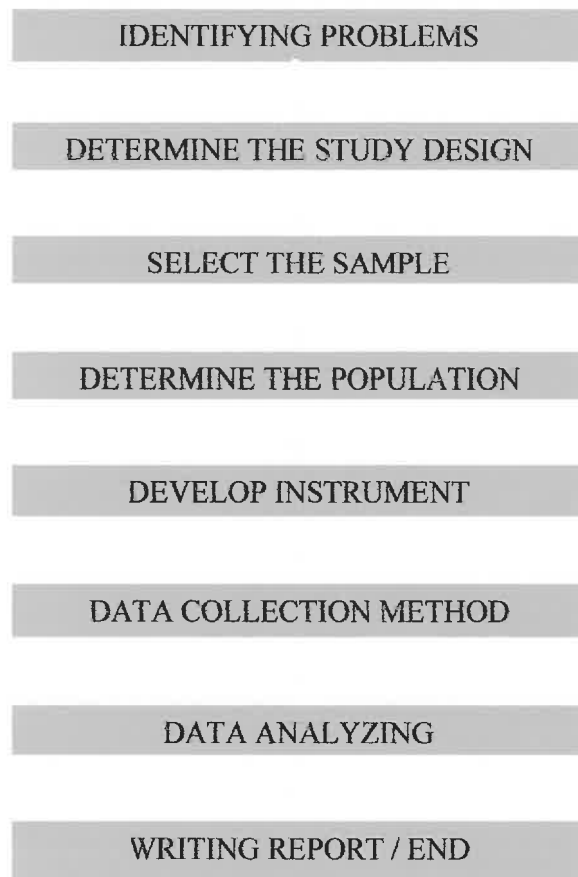 IDENTIFYING PROBLEMS
DETERMINE THE STUDY DESIGN
SELECT THE SAMPLE
DETERMINE THE POPULATION
DEVELOP INSTRUMENT
DATA COLLECTION METHOD
DATA ANALYZING
WRITING REPORT / END